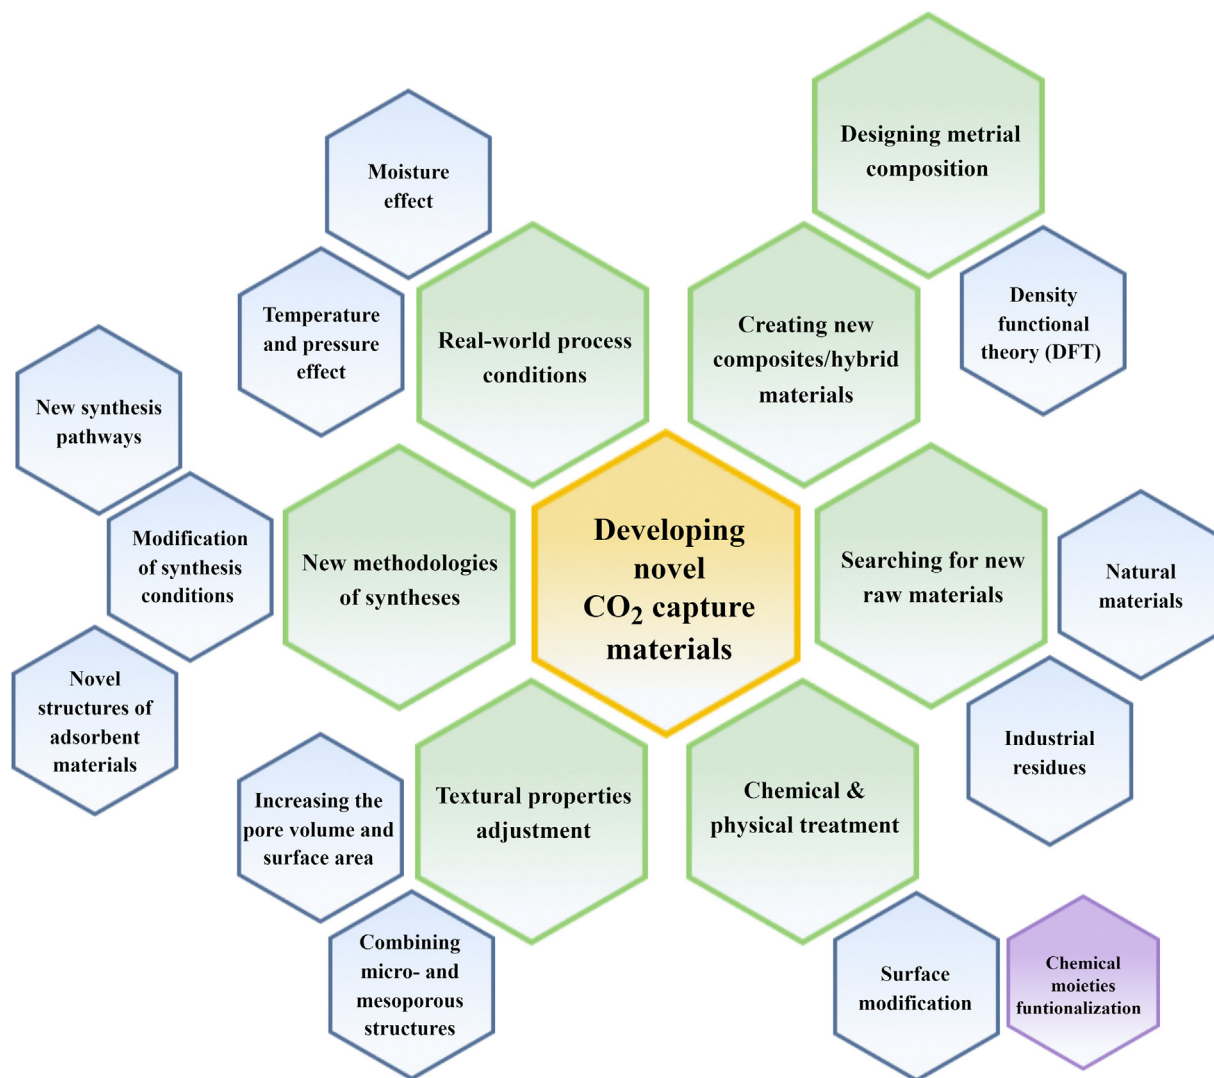 Designing metrial
composition
Moisture
effect
Density
functional
theory (DFT)
Temperature
and pressure
effect
Real-world process
conditions
Creating new
composites/hybrid
materials
New synthesis
pathways
Modification
of synthesis
conditions
New methodologies
of syntheses
Developing
novel
CO2 capture
materials
Searching for new
raw materials
Natural
materials
Novel
structures of
adsorbent
materials
Industrial
residues
Increasing the
pore volume and
surface area
Textural properties
adjustment
Chemical &
physical treatment
Combining
micro- and
mesoporous
structures
Surface
modification
Chemical
moieties
funtionalization